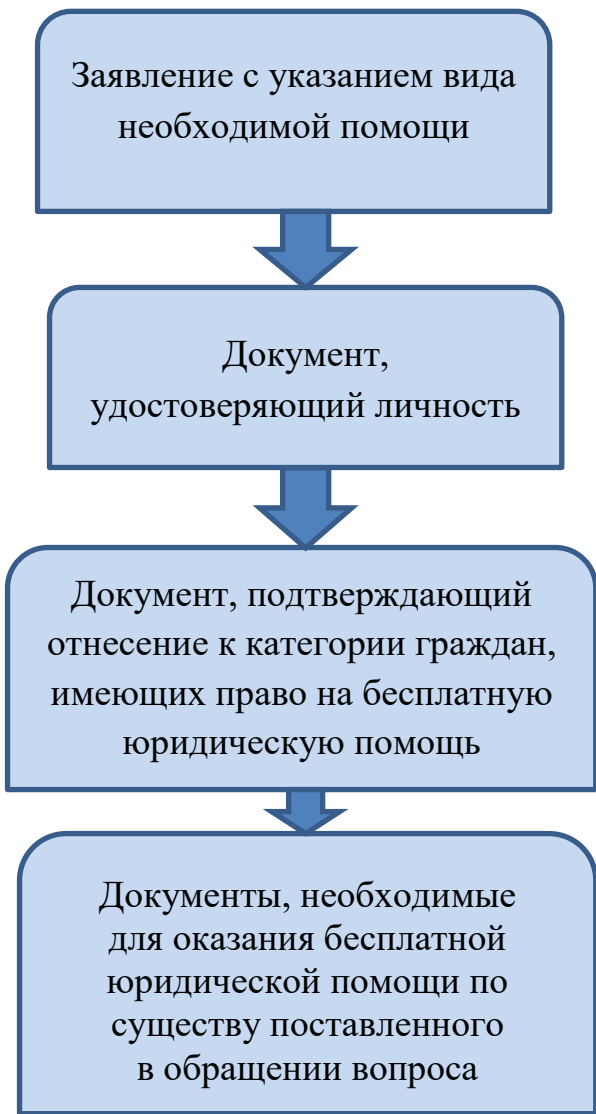 Заявление с указанием вида
необходимой помощи
Документ,
удостоверяющий личность
Документ, подтверждающий
отнесение к категории граждан,
имеющих право на бесплатную
юридическую помощь
Документы, необходимые
для оказания бесплатной
юридической помощи по
существу поставленного
в обращении вопроса